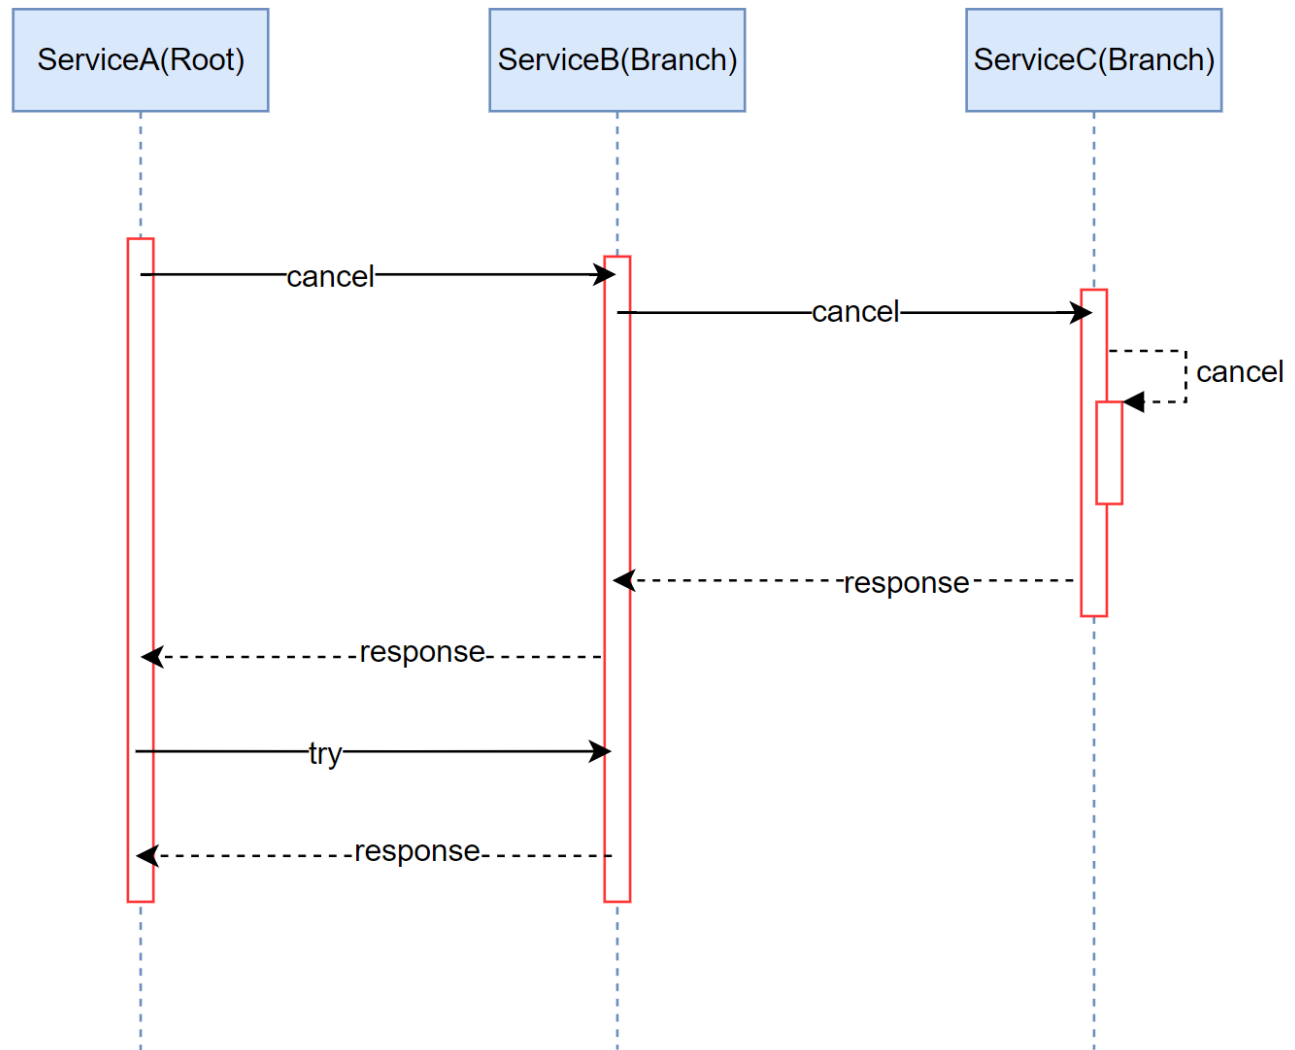 ServiceA(Root)
ServiceB(Branch)
ServiceC(Branch)
cancel
cancel
cancel
response
response
try
response